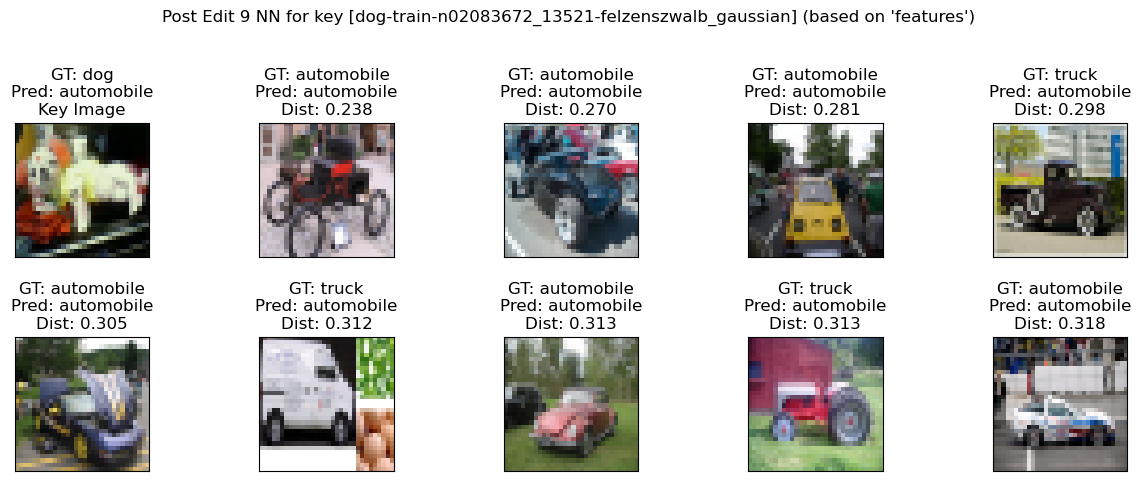 Post Edit 9 NN for key [dog-train-n02083672_13521-felzenszwalb_gaussian] (based on 'features')
GT: dog
Pred: automobile
Key Image
GT: automobile
Pred: automobile
Dist: 0.238
GT: automobile
Pred: automobile
Dist: 0.270
GT: automobile
Pred: automobile
Dist: 0.281
GT: truck
Pred: automobile
Dist: 0.298
GT: automobile
Pred: automobile
Dist: 0.305
GT: truck
Pred: automobile
Dist: 0.312
GT: automobile
Pred: automobile
Dist: 0.313
GT: truck
Pred: automobile
Dist: 0.313
GT: automobile
Pred: automobile
Dist: 0.318